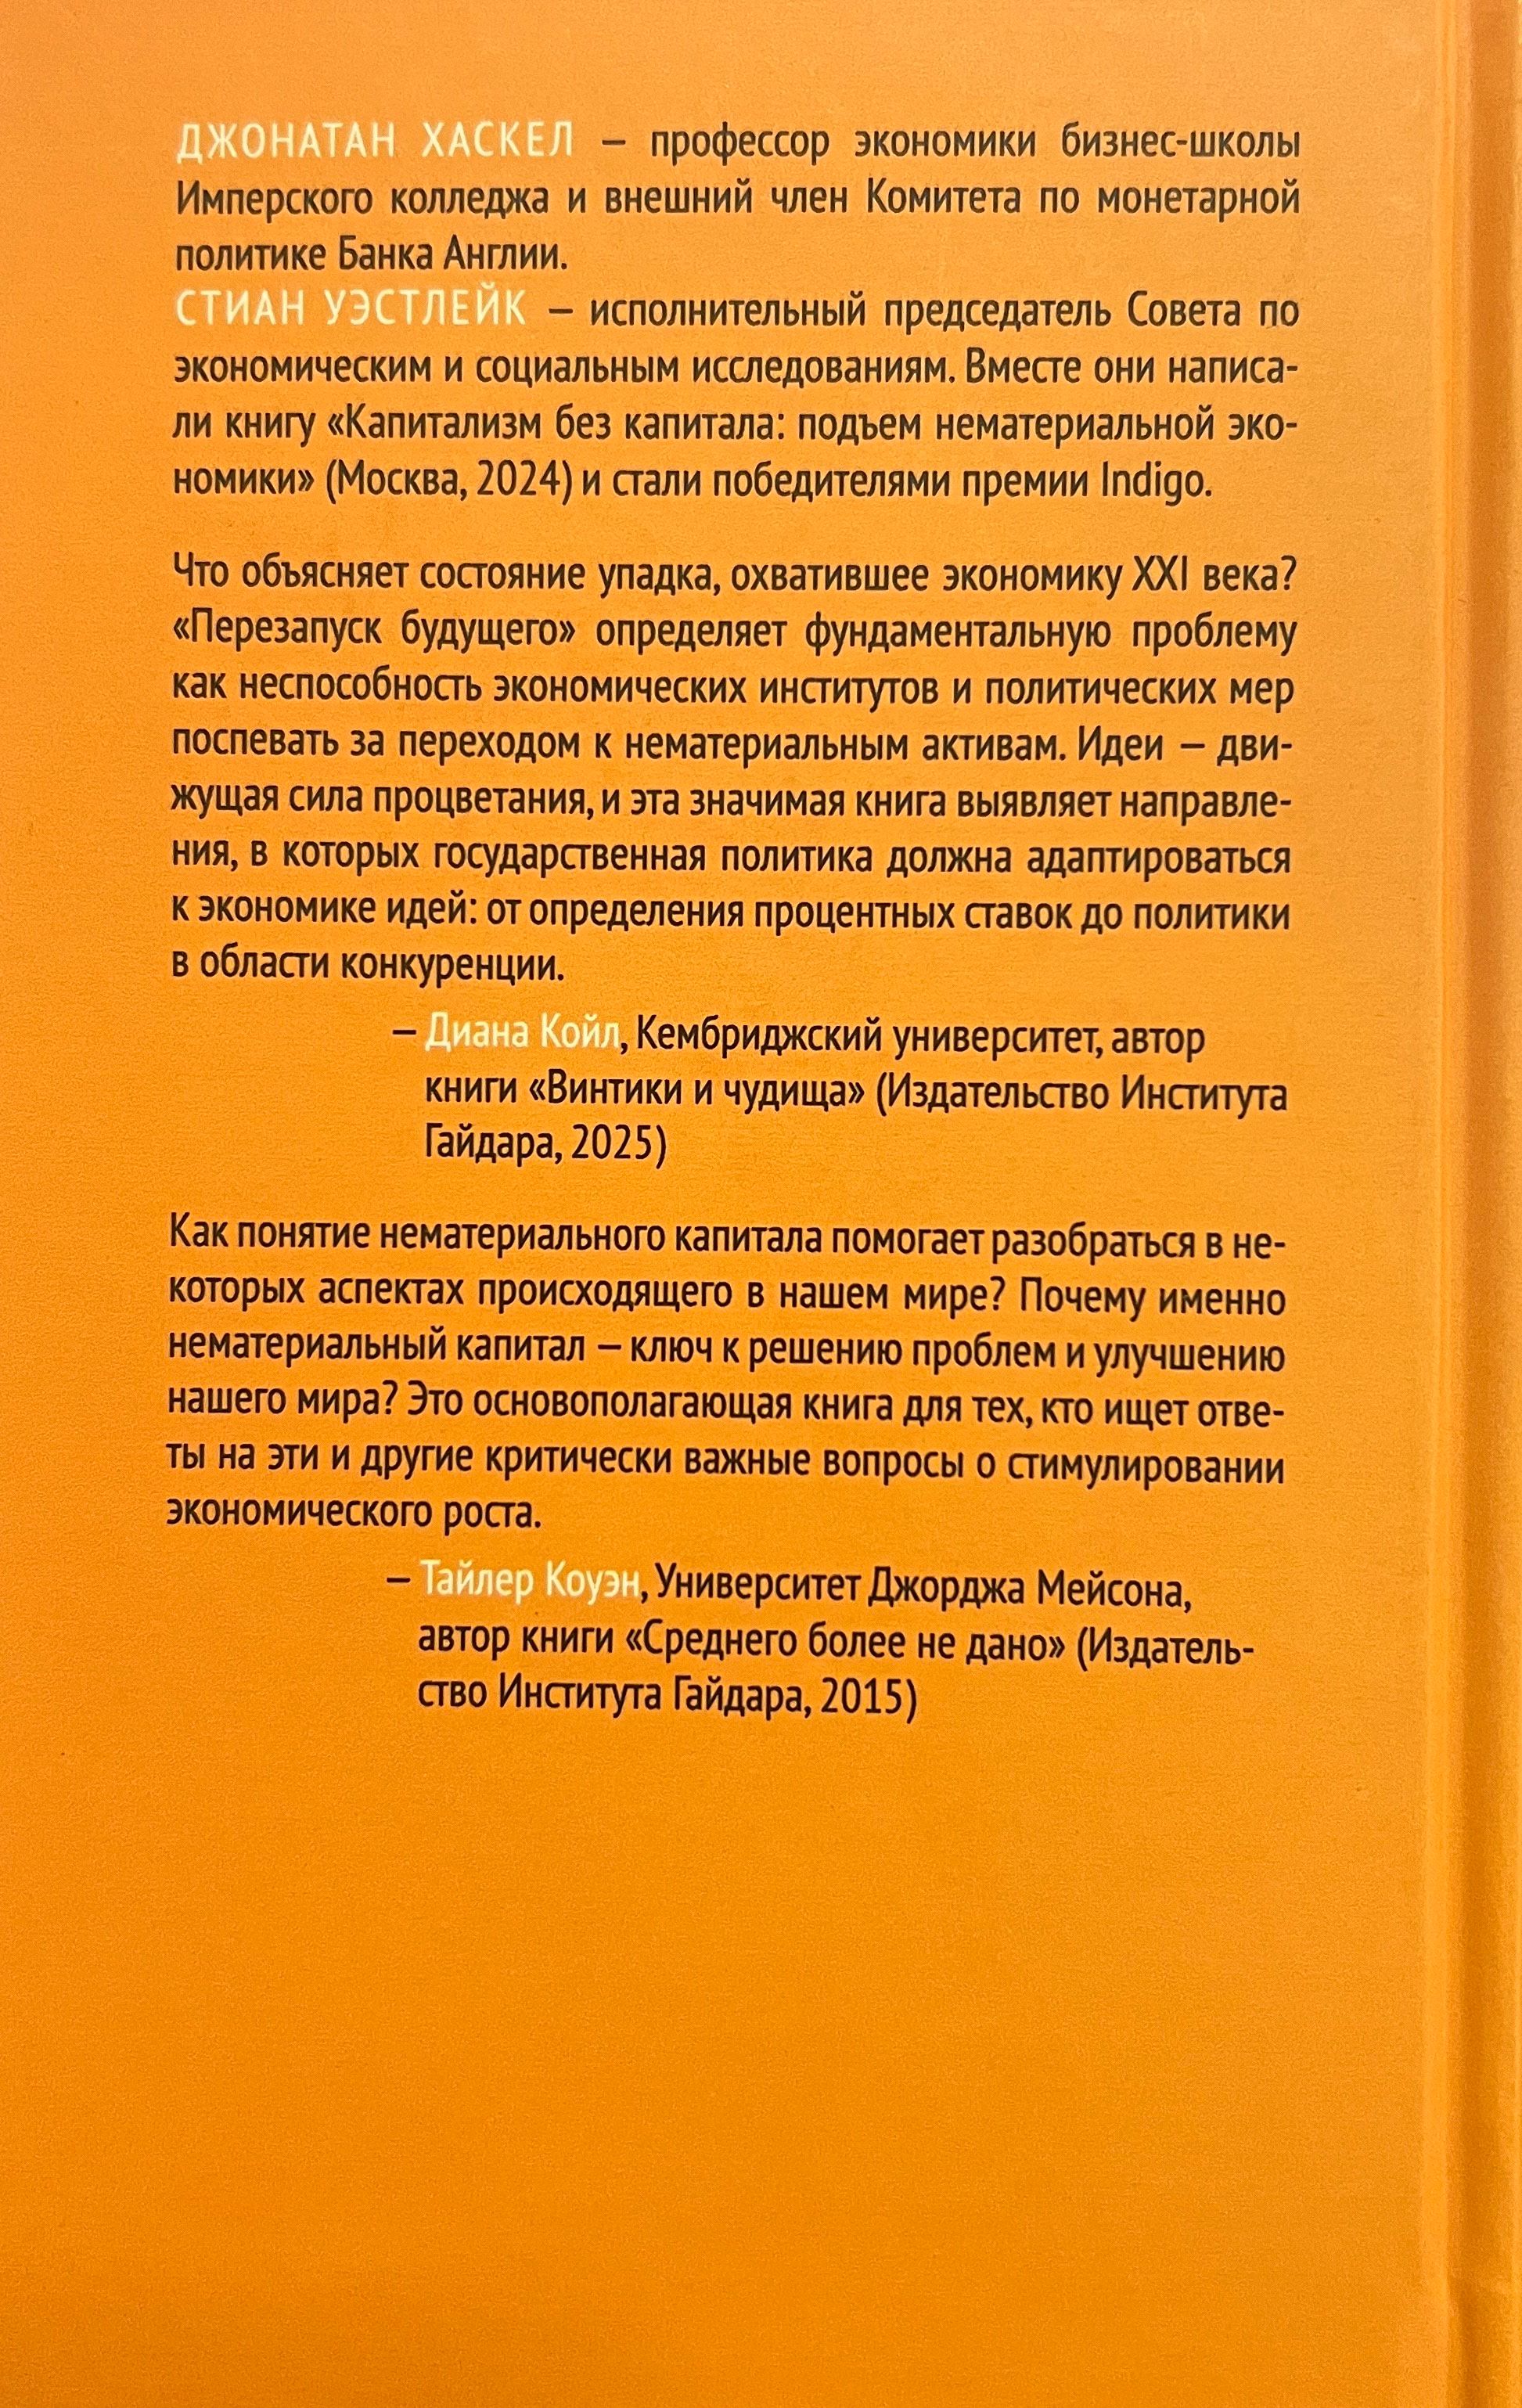 ДЖОНАТАН ХАСКЕЛ — профессор экономики бизнес-школы
Имперского колледжа и внешний член Комитета по монетарной
политике Банка Англии.
СТИАН УЭСТЛЕЙК — исполнительный председатель Совета по
экономическим и социальным исследованиям. Вместе они написа-
ли книгу «Капитализм без капитала: подъем нематериальной эко-
номики» (Москва, 2024) и стали победителями премии Indigo.
Что объясняет состояние упадка, охватившее экономику XXI века?
«Перезапуск будущего» определяет фундаментальную проблему
как неспособность экономических институтов и политических мер
поспевать за переходом к нематериальным активам. Идеи — дви-
жущая сила процветания, и эта значимая книга выявляет направле-
ния, в которых государственная политика должна адаптироваться
к экономике идей: от определения процентных ставок до политики
в области конкуренции.
— Диана Койл, Кембриджский университет, автор
книги «Винтики и чудища» (Издательство Института
Гайдара, 2025)
Как понятие нематериального капитала помогает разобраться в не-
которых аспектах происходящего в нашем мире? Почему именно
нематериальный капитал — ключ к решению проблем и улучшению
нашего мира? Это основополагающая книга для тех, кто ищет отве-
ты на эти и другие критически важные вопросы о стимулировании
экономического роста.
— Тайлер Коуэн, Университет Джорджа Мейсона,
автор книги «Среднего более не дано» (Издатель-
ство Института Гайдара, 2015)